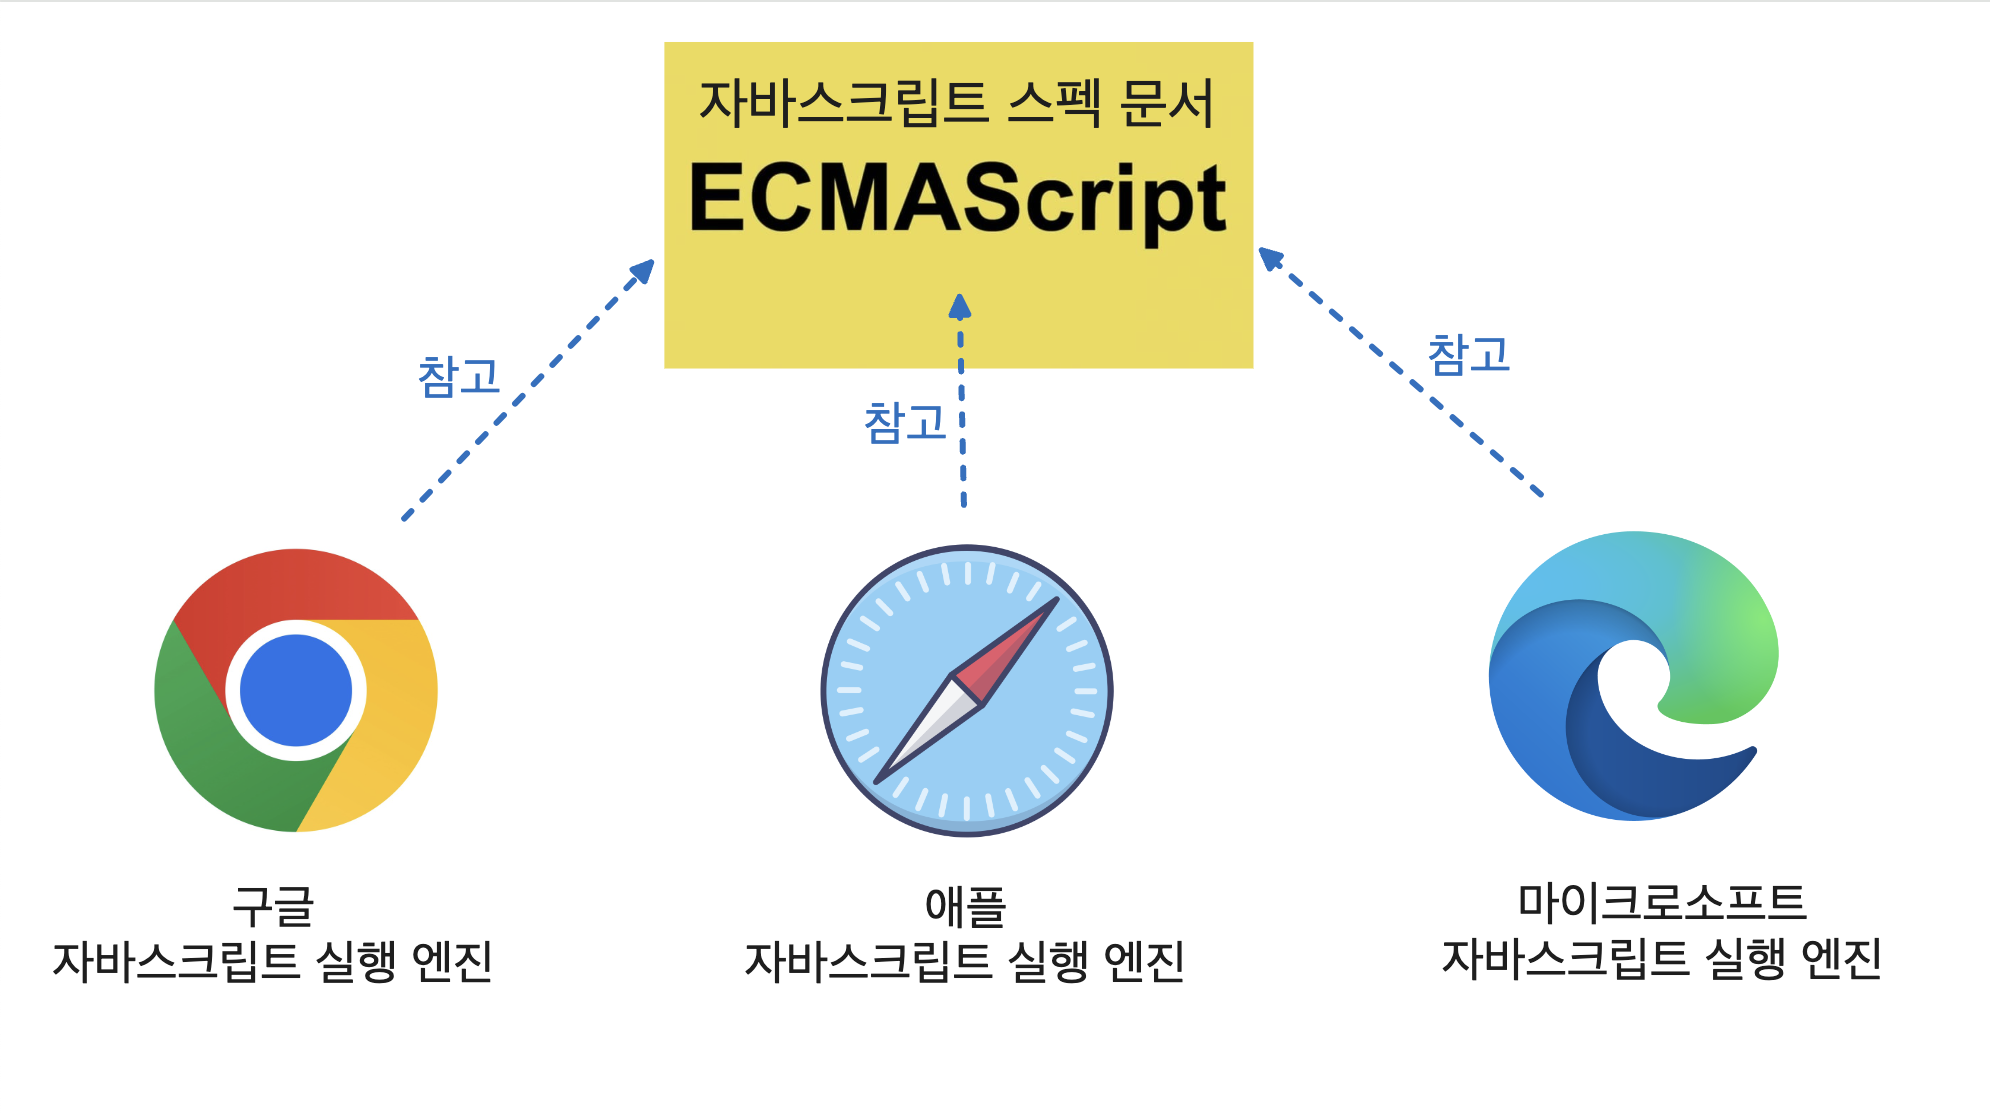 자바스크립트 스펙 문서
ECMAScript
참고
참고
참고
구글
자바스크립트 실행 엔진
애플
자바스크립트 실행 엔진
마이크로소프트
자바스크립트 실행 엔진